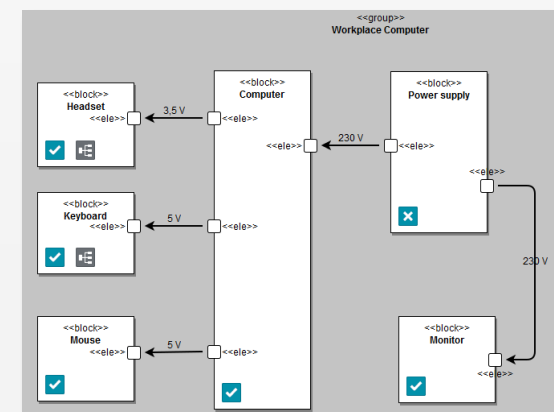 <<group>>
Workplace Computer
<<block>>
Headset
<<ele>>
3,5 V
<<block>>
Computer
<<ele>>
<<ele>>
230 V
<<block>>
Power supply
<<ele>>
<<ele>>
230 V
<<block>>
Keyboard
<<ele>>
5 V
<<ele>>
<<block>>
Mouse
<<ele>>
5 V
<<ele>>
<<block>>
Monitor
<<ele>>